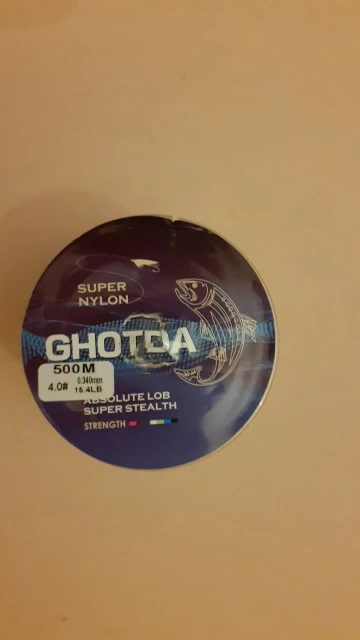 SUPER
NYLON
GHOTDA
500M
4.0# 0.340mm
16.4LB
ABSOLUTE LOB
SUPER STEALTH
STRENGTH